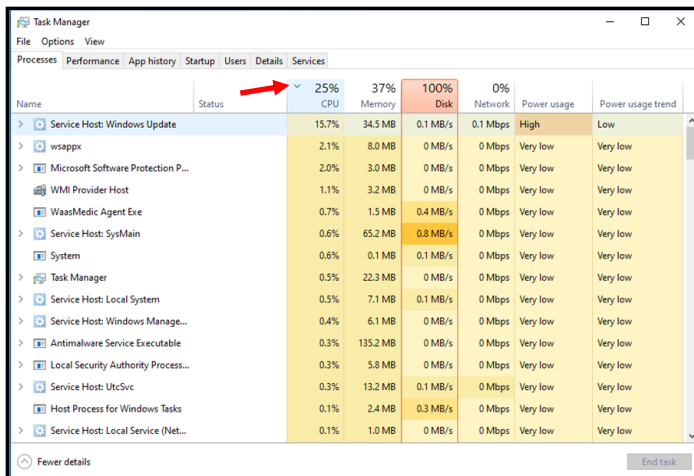 Task Manager
File Options View
Processes Performance App history Startup Users Details Services
25% 37% 100% 0%
Name Status CPU Memory Disk Network Power usage Power usage trend
Service Host: Windows Update 15.7% 34.5 MB 0.1 MB/s 0.1 Mbps High Low
wsappx 2.1% 8.0 MB 0 MB/s 0 Mbps Very low Very low
Microsoft Software Protection P... 2.0% 3.0 MB 0 MB/s 0 Mbps Very low Very low
WMI Provider Host 1.1% 3.2 MB 0 MB/s 0 Mbps Very low Very low
WaasMedic Agent Exe 0.7% 1.5 MB 0.4 MB/s 0 Mbps Very low Very low
Service Host: SysMain 0.6% 65.2 MB 0.8 MB/s 0 Mbps Very low Very low
System 0.6% 0.1 MB 0.1 MB/s 0 Mbps Very low Very low
Task Manager 0.5% 22.3 MB 0 MB/s 0 Mbps Very low Very low
Service Host: Local System 0.5% 7.1 MB 0.1 MB/s 0 Mbps Very low Very low
Service Host: Windows Manage... 0.4% 6.1 MB 0 MB/s 0 Mbps Very low Very low
Antimalware Service Executable 0.3% 135.2 MB 0 MB/s 0 Mbps Very low Very low
Local Security Authority Process... 0.3% 5.8 MB 0 MB/s 0 Mbps Very low Very low
Service Host: UtcSvc 0.3% 13.2 MB 0.1 MB/s 0 Mbps Very low Very low
Host Process for Windows Tasks 0.1% 2.4 MB 0.3 MB/s 0 Mbps Very low Very low
Service Host: Local Service (Net... 0.1% 1.0 MB 0 MB/s 0 Mbps Very low Very low
Fewer details End task